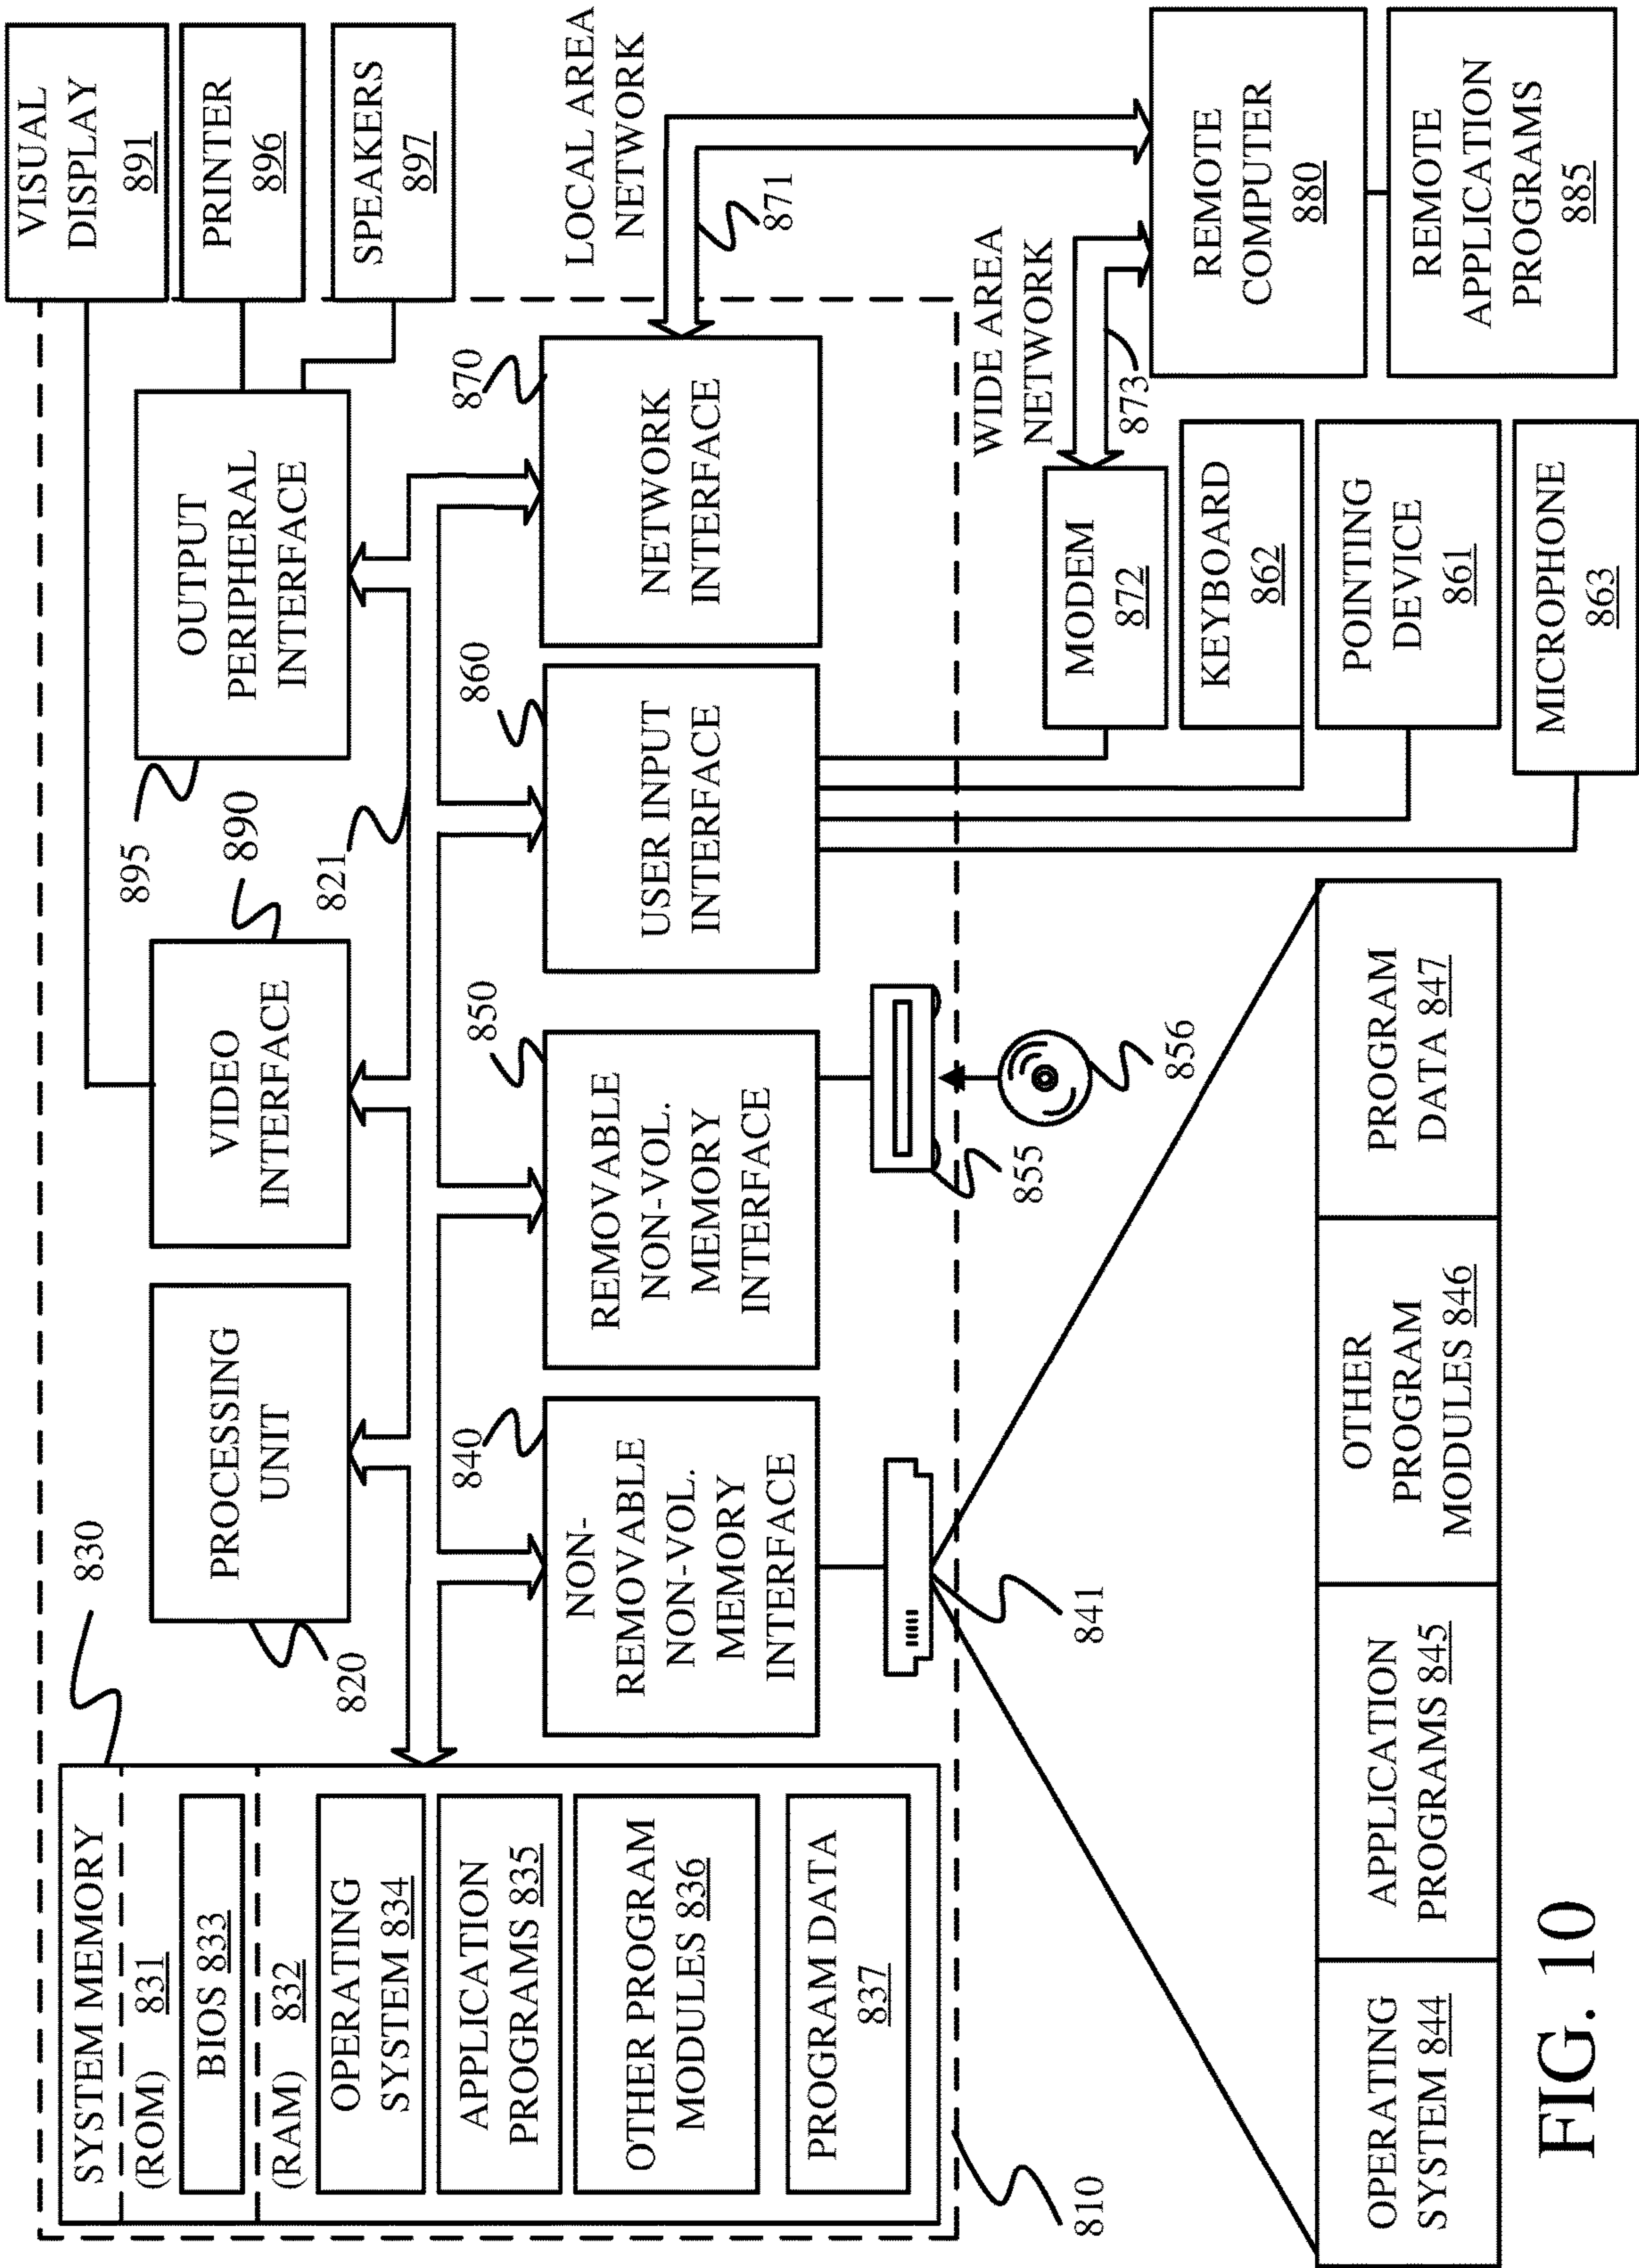 SYSTEM MEMORY
(ROM) 831
BIOS 833
(RAM) 832
OPERATING
SYSTEM 834
APPLICATION
PROGRAMS 835
OTHER PROGRAM
MODULES 836
PROGRAM DATA
837
810
830
PROCESSING
UNIT
820
VIDEO
INTERFACE
890
OUTPUT
PERIPHERAL
INTERFACE
895
821
VISUAL
DISPLAY
891
PRINTER
896
SPEAKERS
897
NON-
REMOVABLE
NON-VOL.
MEMORY
INTERFACE
840
REMOVABLE
NON-VOL.
MEMORY
INTERFACE
850
USER INPUT
INTERFACE
860
NETWORK
INTERFACE
870
LOCAL AREA
NETWORK
871
841
855
856
WIDE AREA
NETWORK
873
MODEM
872
KEYBOARD
862
POINTING
DEVICE
861
MICROPHONE
863
REMOTE
COMPUTER
880
REMOTE
APPLICATION
PROGRAMS
885
OPERATING
SYSTEM 844
APPLICATION
PROGRAMS 845
OTHER
PROGRAM
MODULES 846
PROGRAM
DATA 847
FIG. 10